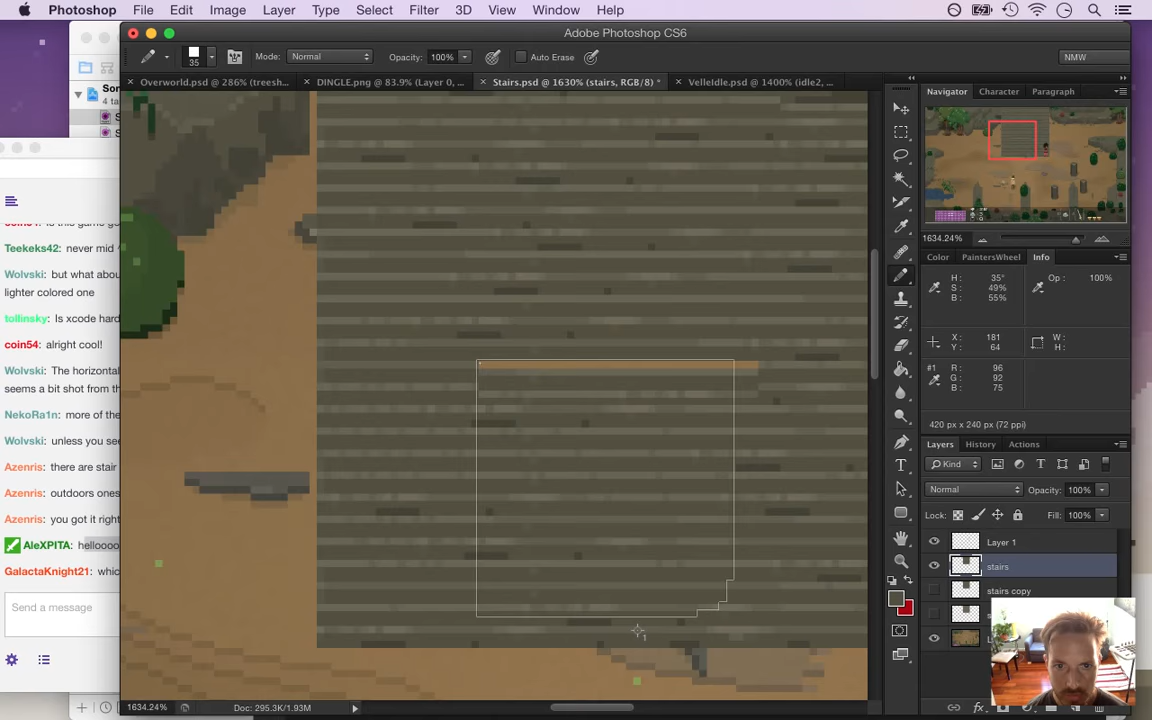 Photoshop File Edit Image Layer Type Select Filter 3D View Window Help
Adobe Photoshop CS6
35 Mode: Normal Opacity: 100% Auto Erase NMW
Overworld.psd @ 286% (treesh... DINGLE.png @ 83.9% (Layer 0, ... Stairs.psd @ 1630% (stairs, RGB/8) * VelleIdle.psd @ 1400% (idle2, ...
Son
4 ta
Teekeks42: never mid
Wolvski: but what abou
lighter colored one
tollinsky: Is xcode hard
coin54: alright cool!
Wolvski: The horizontal
seems a bit shot from th
NekoRa1n: more of the
Wolvski: unless you see
Azenris: there are stair
Azenris: outdoors ones
Azenris: you got it right
AleXPITA: hellooooo
GalactaKnight21: whic
Send a message
Navigator Character Paragraph
1634.24%
Color PaintersWheel Info
H: 35° Op: 100%
S: 49%
B: 55%
X: 181 W:
Y: 64 H:
#1 R: 96
G: 92
B: 75
420 px x 240 px (72 ppi)
Layers History Actions
Kind
Normal Opacity: 100%
Lock: Fill: 100%
Layer 1
stairs
stairs copy
s
L
1634.24% Doc: 295.3K/1.93M